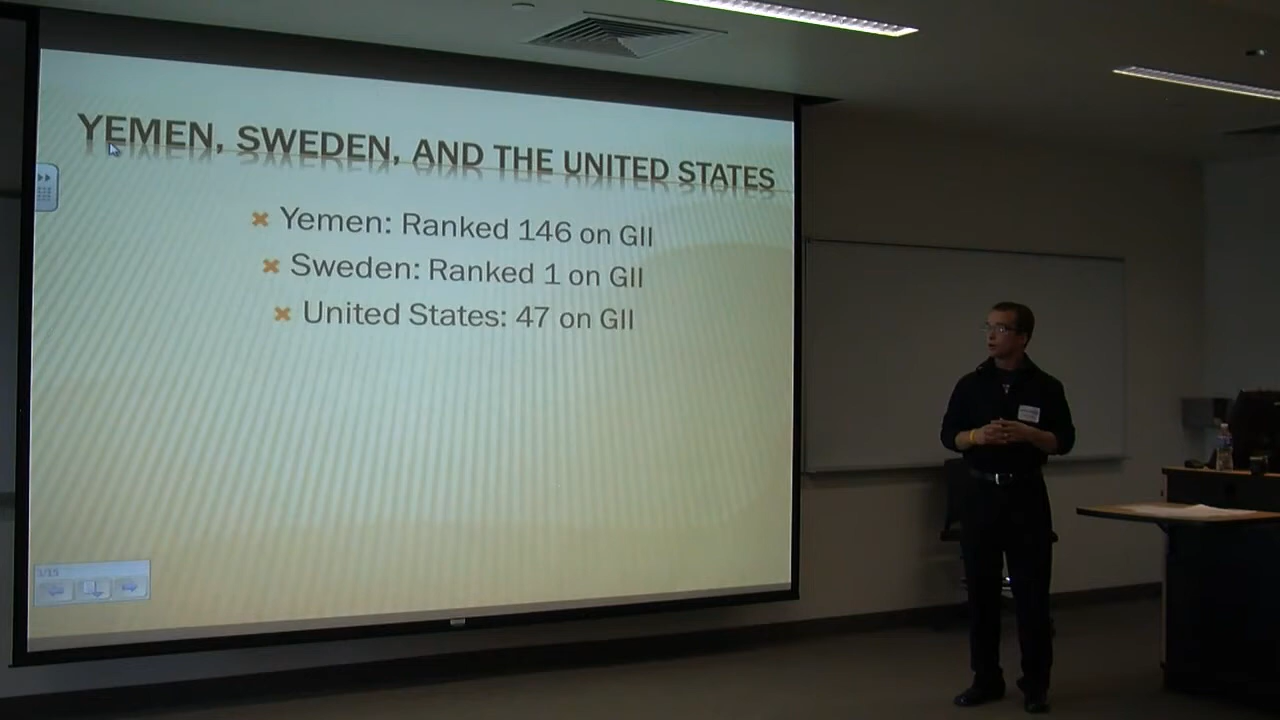 YEMEN, SWEDEN, AND THE UNITED STATES
Yemen: Ranked 146 on GII
Sweden: Ranked 1 on GII
United States: 47 on GII